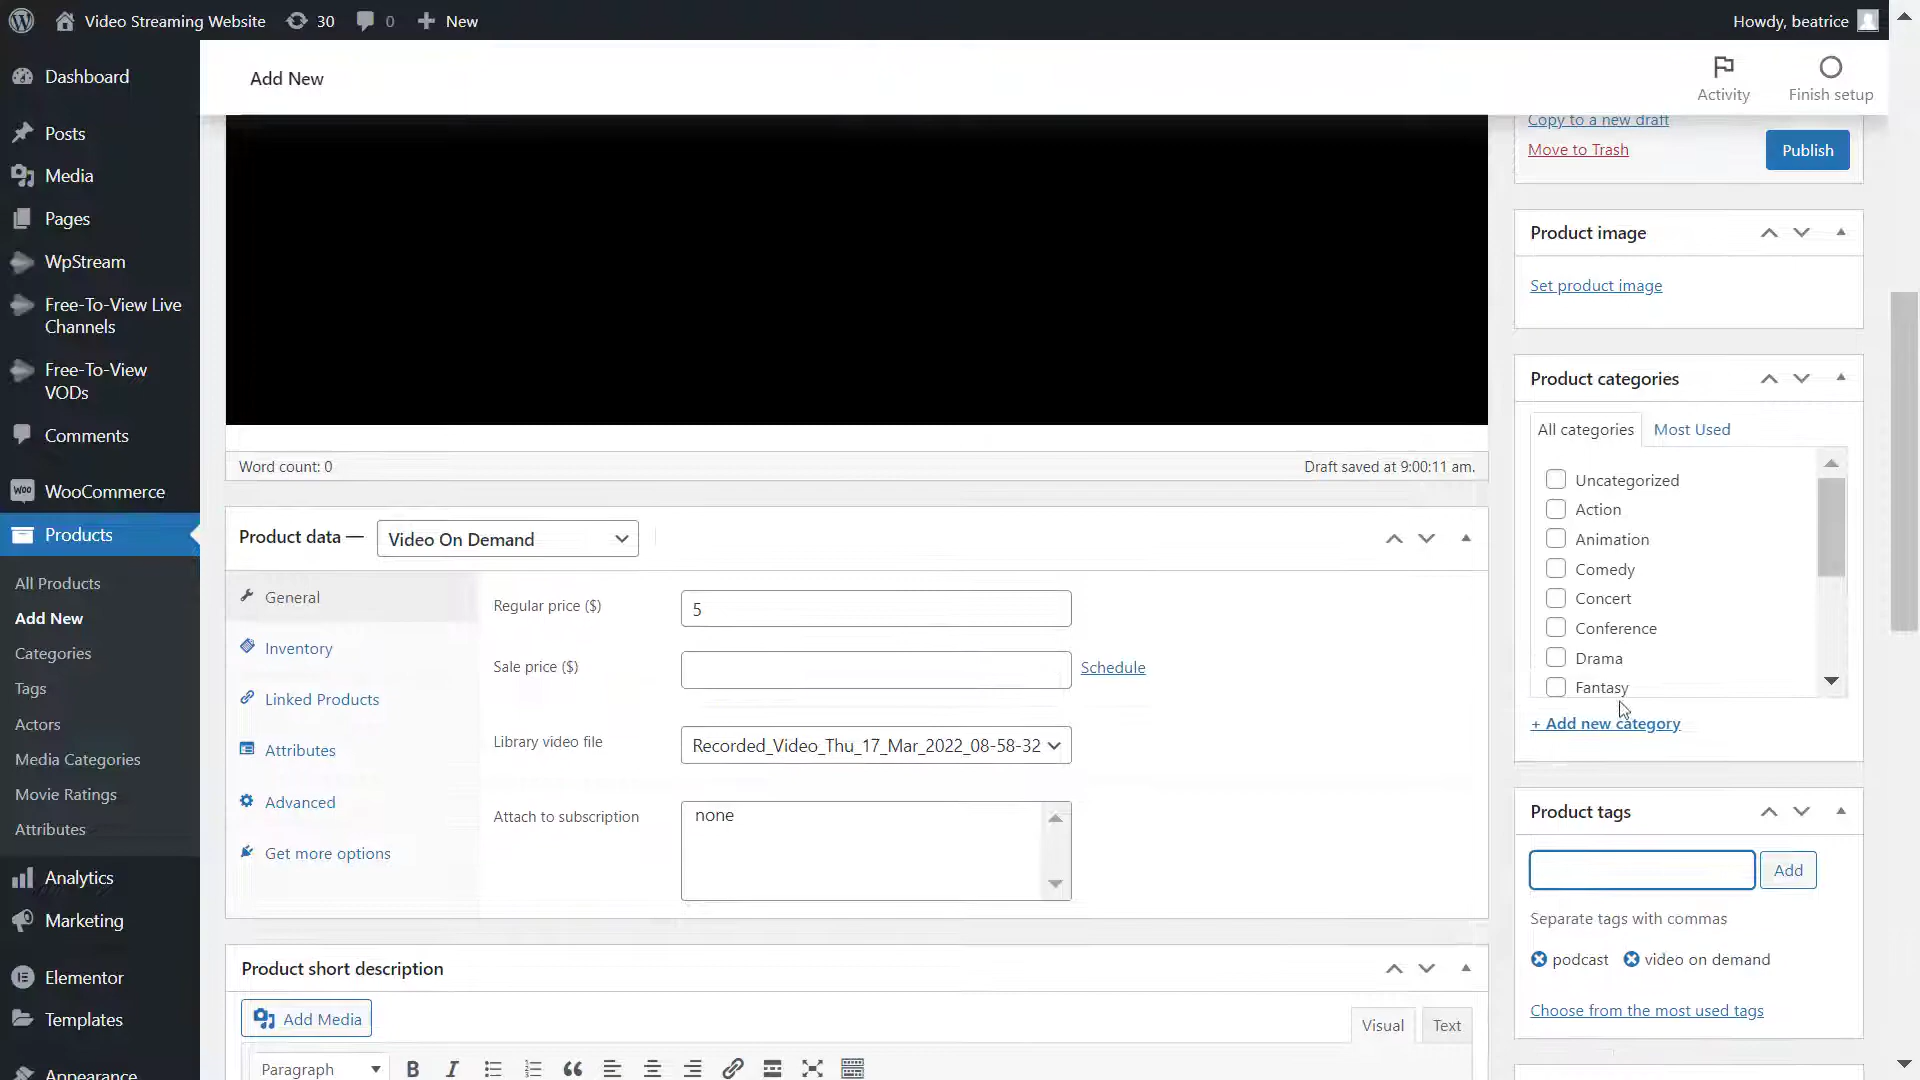 Video Streaming Website 30 0 New Howdy, beatrice
Add New
Activity
Finish setup
Dashboard
Posts
Media
Pages
WpStream
Free-To-View Live
Channels
Free-To-View
VODs
Comments
WooCommerce
Products
All Products
Add New
Categories
Tags
Actors
Media Categories
Movie Ratings
Attributes
Analytics
Marketing
Elementor
Templates
Appearance
Word count: 0
Draft saved at 9:00:11 am.
Product data — Video On Demand
General
Inventory
Linked Products
Attributes
Advanced
Get more options
Regular price ($) 5
Sale price ($) Schedule
Library video file Recorded_Video_Thu_17_Mar_2022_08-58-32
Attach to subscription none
Product short description
Add Media
Visual Text
Paragraph
Copy to a new draft
Move to Trash
Publish
Product image
Set product image
Product categories
All categories Most Used
Uncategorized
Action
Animation
Comedy
Concert
Conference
Drama
Fantasy
+ Add new category
Product tags
Add
Separate tags with commas
podcast video on demand
Choose from the most used tags